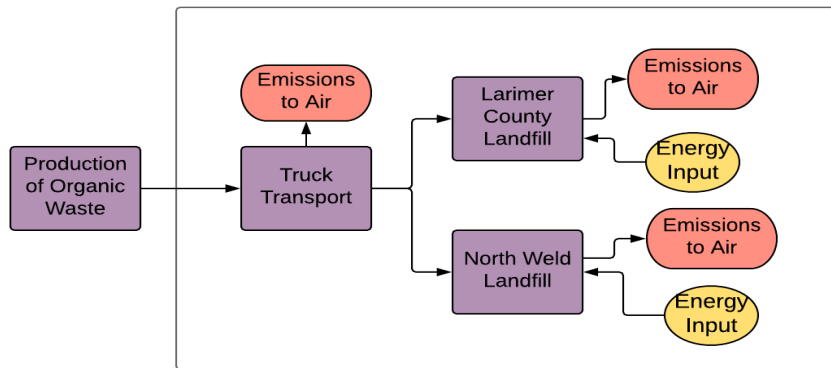 Production
of Organic
Waste
Emissions
to Air
Truck
Transport
Larimer
County
Landfill
Emissions
to Air
Energy
Input
North Weld
Landfill
Emissions
to Air
Energy
Input